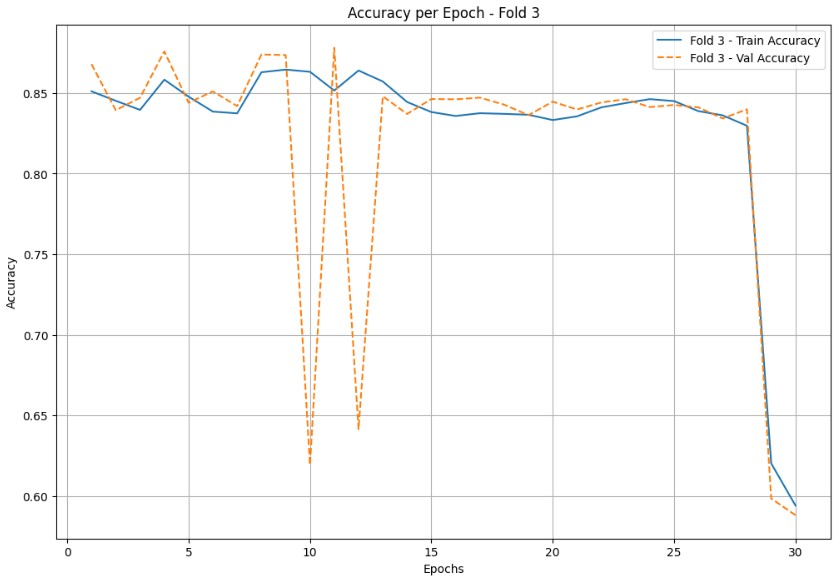 Accuracy per Epoch - Fold 3
Fold 3 - Train Accuracy
Fold 3 - Val Accuracy
Accuracy
0.85
0.80
0.75
0.70
0.65
0.60
0 5 10 15 20 25 30
Epochs